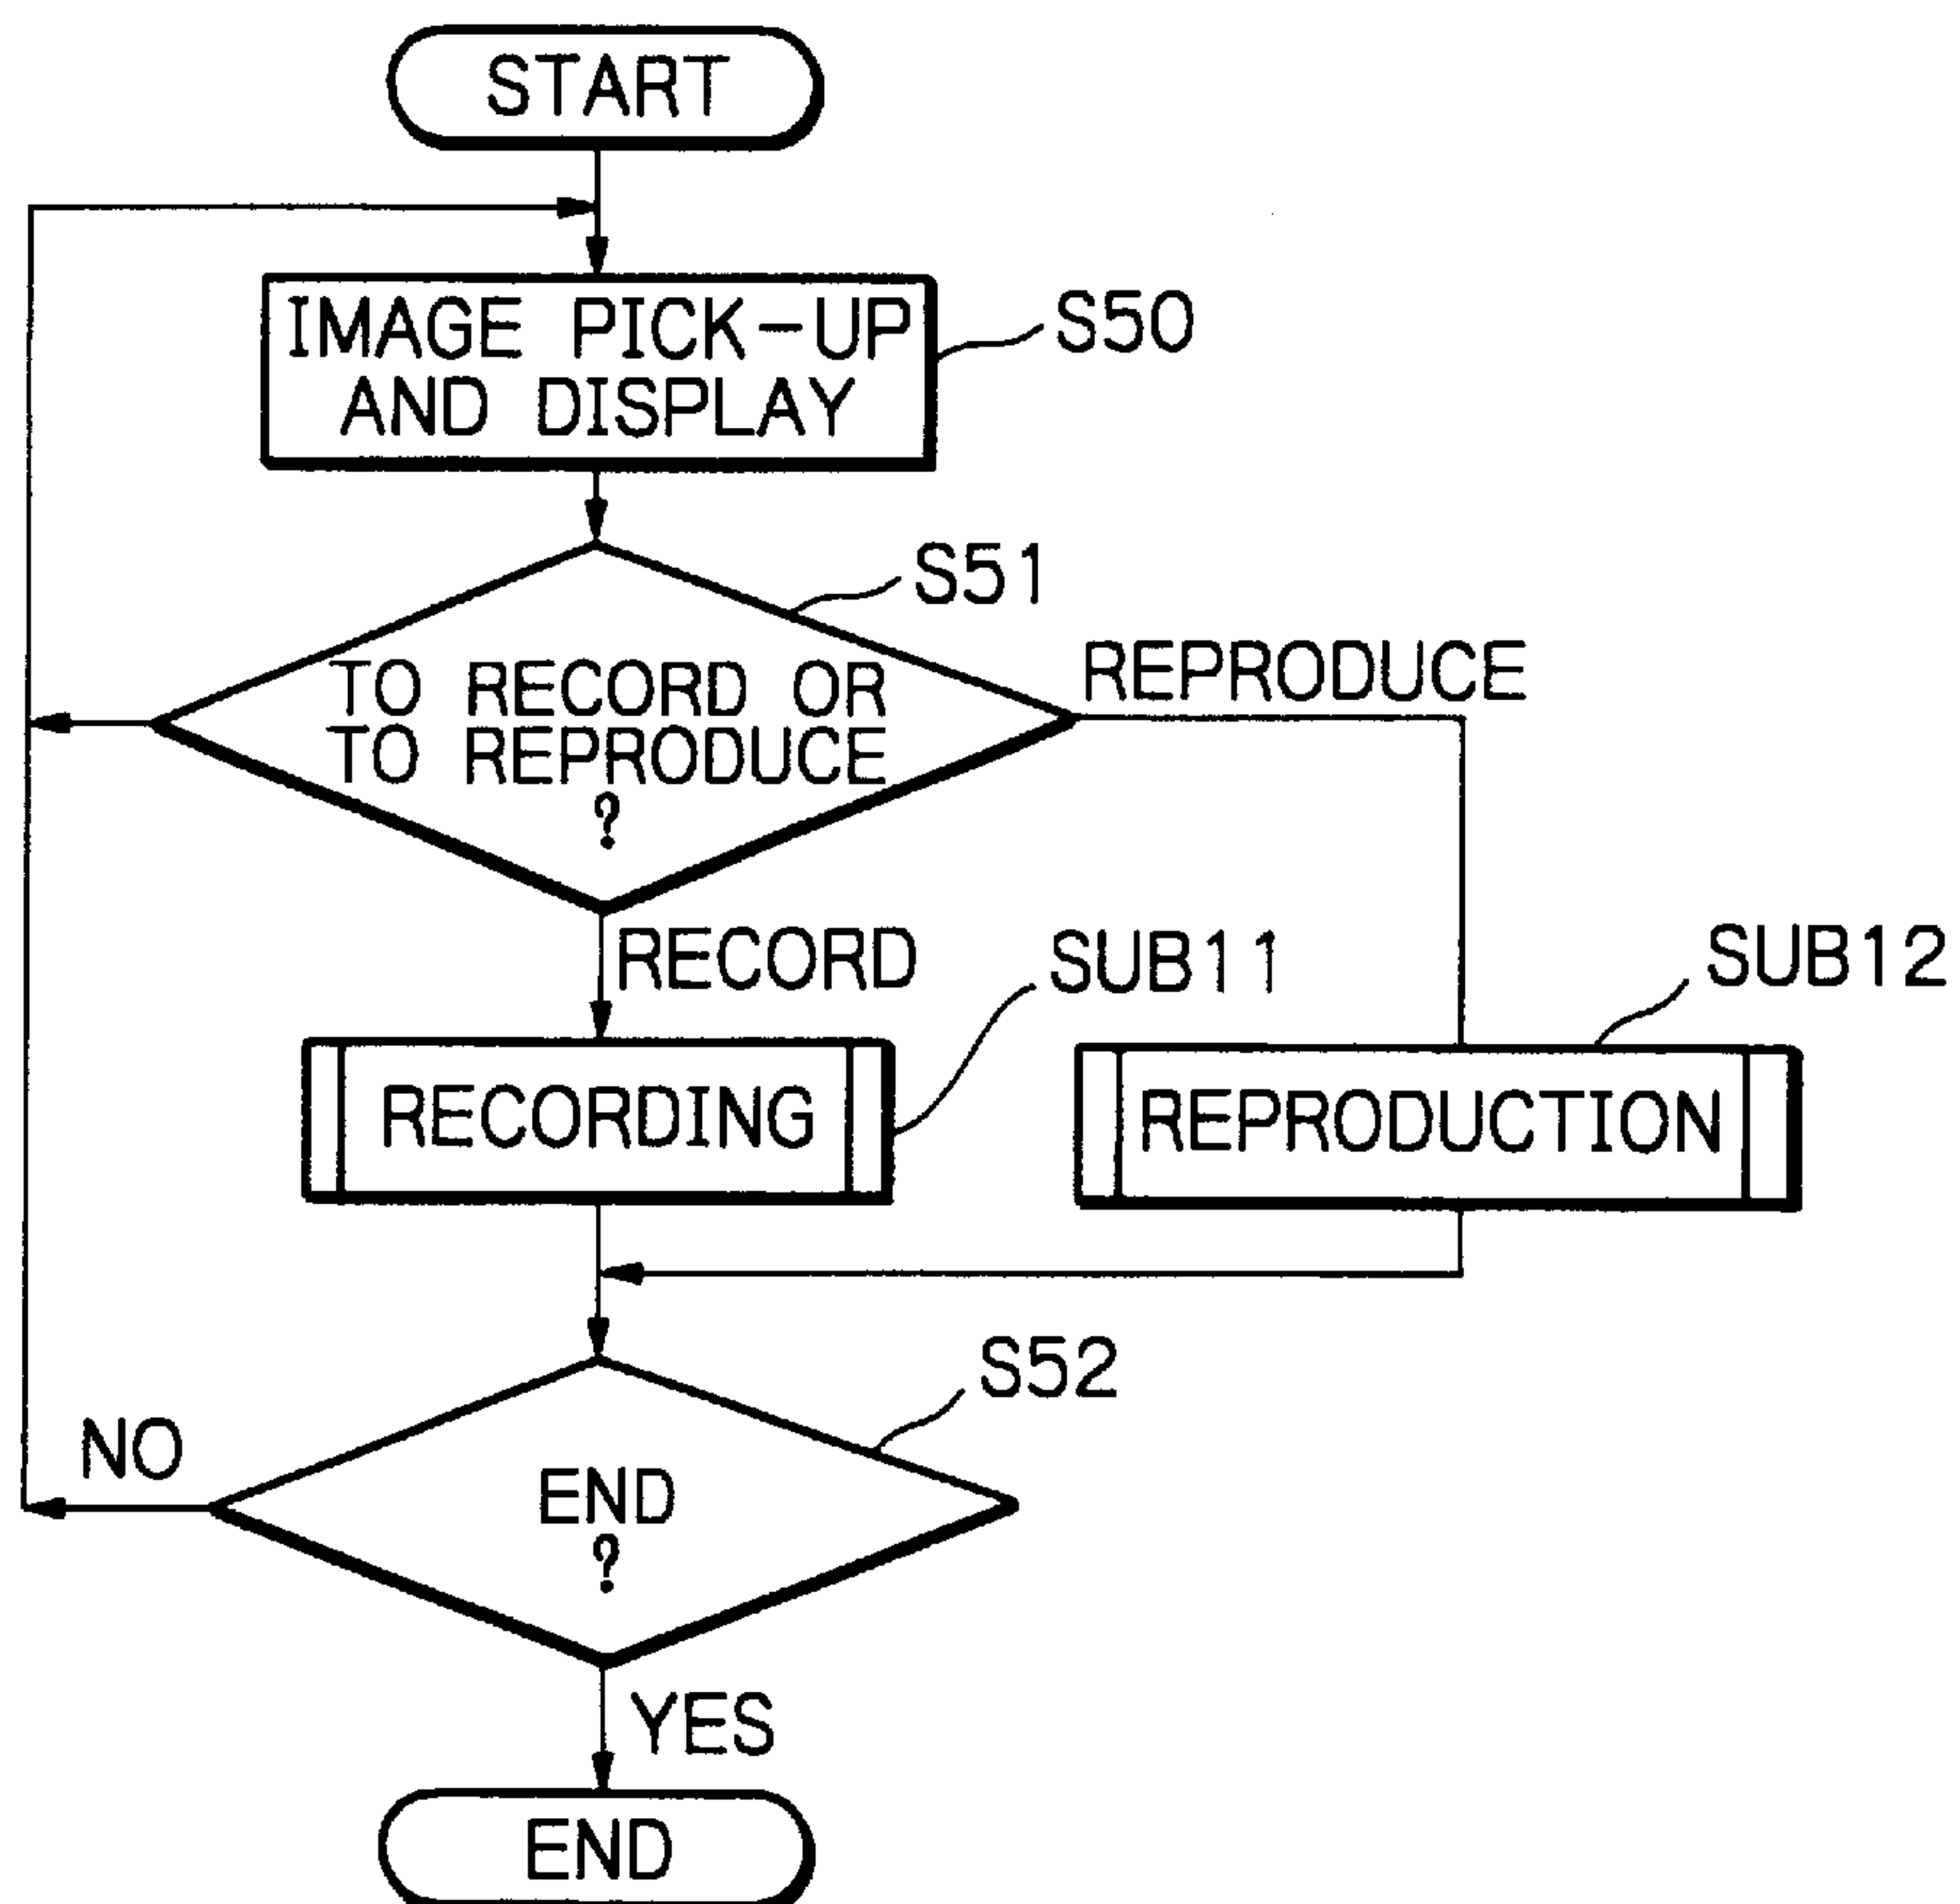 START
IMAGE PICK-UP
AND DISPLAY
S50
S51
TO RECORD OR
TO REPRODUCE
?
REPRODUCE
RECORD
SUB11
SUB12
RECORDING
REPRODUCTION
S52
NO
END
?
YES
END